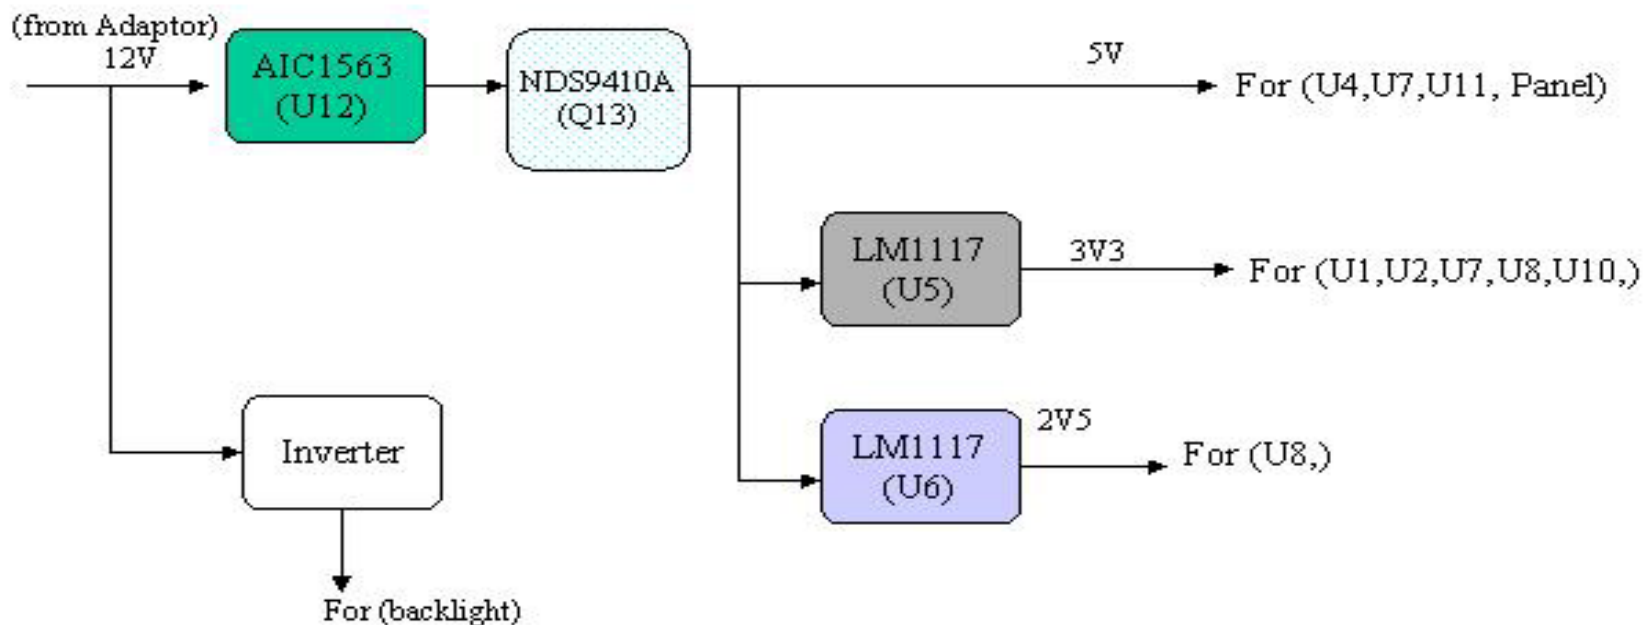 (from Adaptor)
12V
AIC1563
(U12)
NDS9410A
(Q13)
5V
For (U4,U7,U11, Panel)
LM1117
(U5)
3V3
For (U1,U2,U7,U8,U10,)
Inverter
LM1117
(U6)
2V5
For (U8,)
For (backlight)